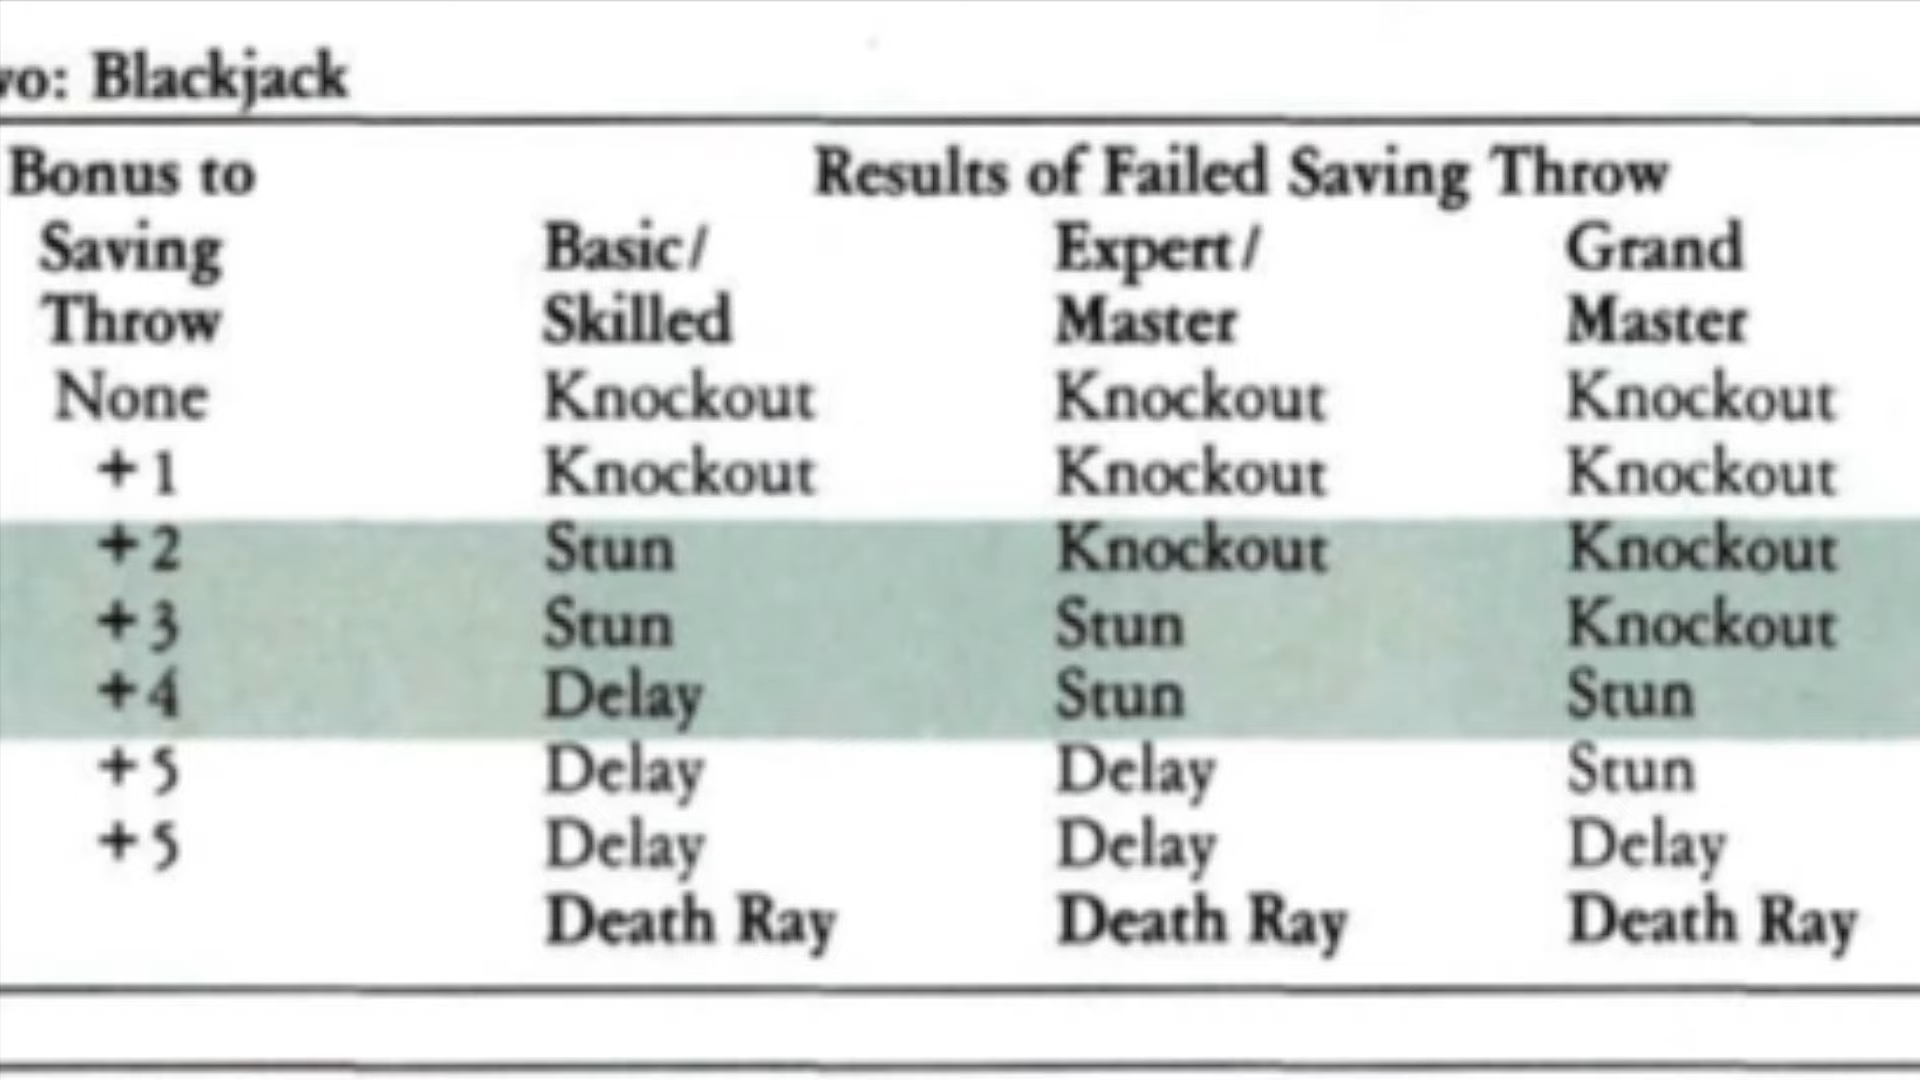 wo: Blackjack
Bonus to Results of Failed Saving Throw
Saving Basic/ Expert/ Grand
Throw Skilled Master Master
None Knockout Knockout Knockout
+1 Knockout Knockout Knockout
+2 Stun Knockout Knockout
+3 Stun Stun Knockout
+4 Delay Stun Stun
+5 Delay Delay Stun
+5 Delay Delay Delay
Death Ray Death Ray Death Ray